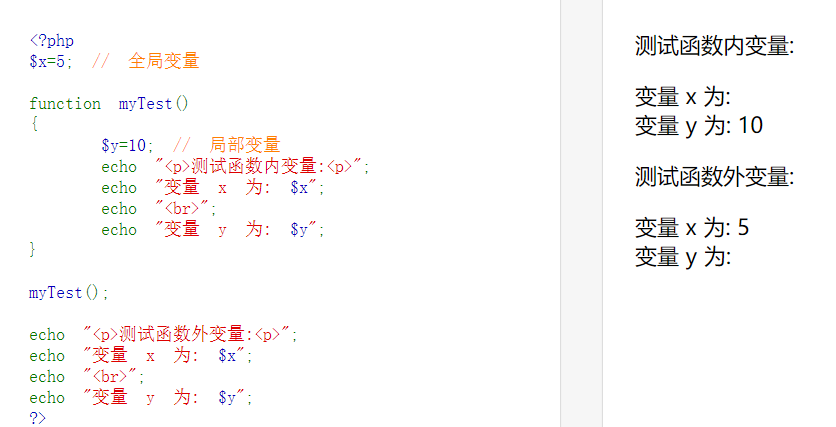 <?php
$x=5; // 全局变量
function myTest()
{
$y=10; // 局部变量
echo "<p>测试函数内变量:<p>";
echo "变量 x 为: $x";
echo "<br>";
echo "变量 y 为: $y";
}
myTest();
echo "<p>测试函数外变量:<p>";
echo "变量 x 为: $x";
echo "<br>";
echo "变量 y 为: $y";
?>
测试函数内变量:
变量 x 为:
变量 y 为: 10
测试函数外变量:
变量 x 为: 5
变量 y 为: